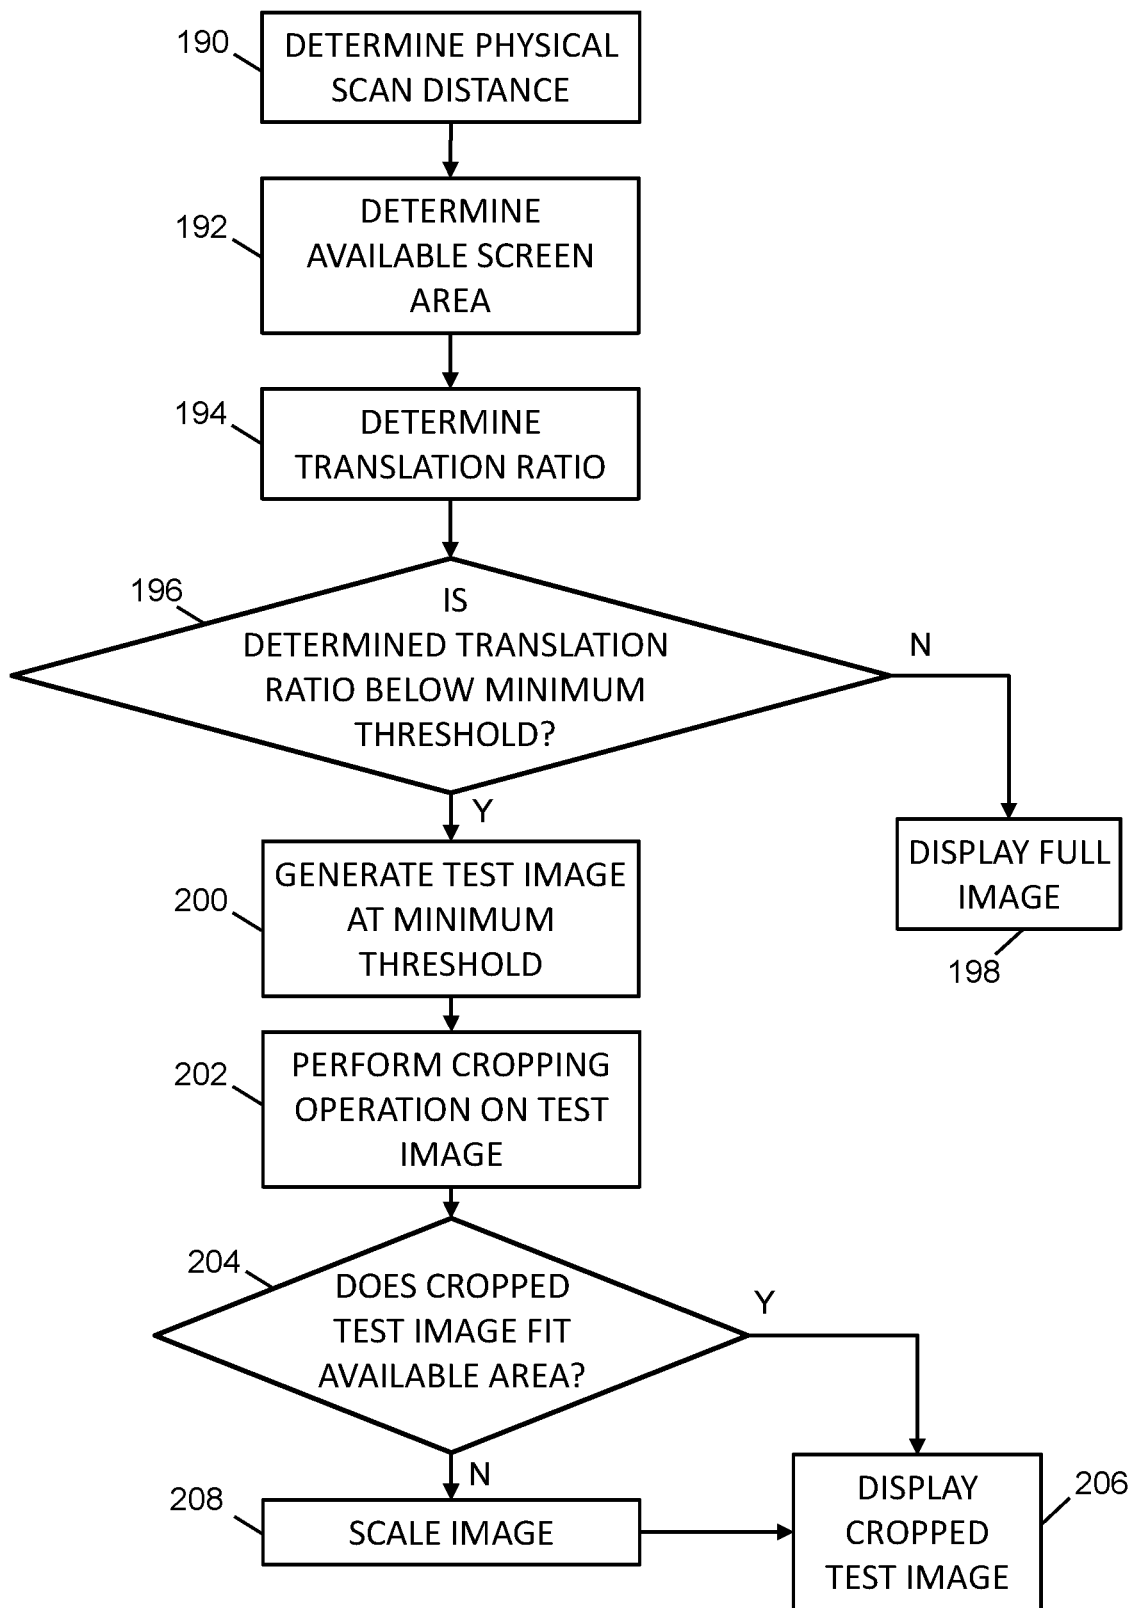 190
DETERMINE PHYSICAL
SCAN DISTANCE
192
DETERMINE
AVAILABLE SCREEN
AREA
194
DETERMINE
TRANSLATION RATIO
196
IS
DETERMINED TRANSLATION
RATIO BELOW MINIMUM
THRESHOLD?
N
Y
DISPLAY FULL
IMAGE
198
200
GENERATE TEST IMAGE
AT MINIMUM
THRESHOLD
202
PERFORM CROPPING
OPERATION ON TEST
IMAGE
204
DOES CROPPED
TEST IMAGE FIT
AVAILABLE AREA?
Y
N
208
SCALE IMAGE
DISPLAY
CROPPED
TEST IMAGE
206